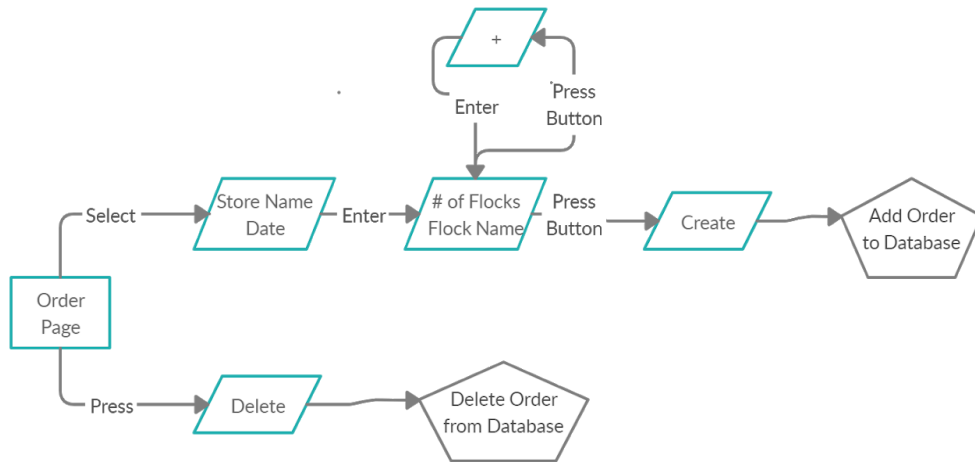 +
Enter
Press
Button
Select
Store Name
Date
Enter
# of Flocks
Flock Name
Press
Button
Create
Add Order
to Database
Order
Page
Press
Delete
Delete Order
from Database